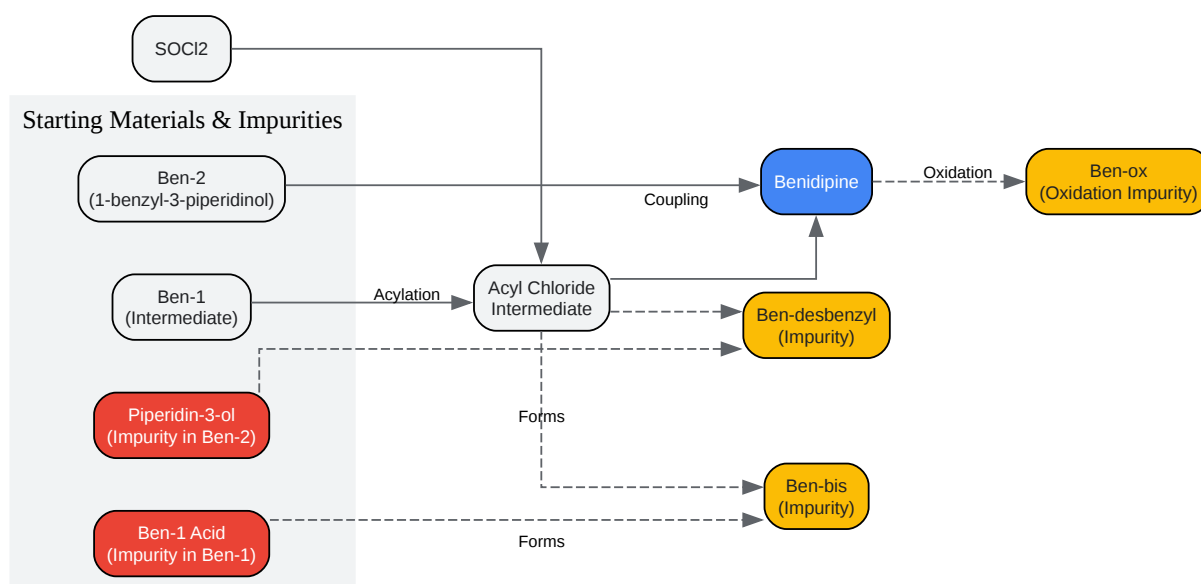 SOCl2
Starting Materials & Impurities
Ben-2
(1-benzyl-3-piperidinol)
Coupling
Benidipine
Oxidation
Ben-ox
(Oxidation Impurity)
Ben-1
(Intermediate)
Acylation
Acyl Chloride
Intermediate
Ben-desbenzyl
(Impurity)
Piperidin-3-ol
(Impurity in Ben-2)
Forms
Ben-bis
(Impurity)
Ben-1 Acid
(Impurity in Ben-1)
Forms